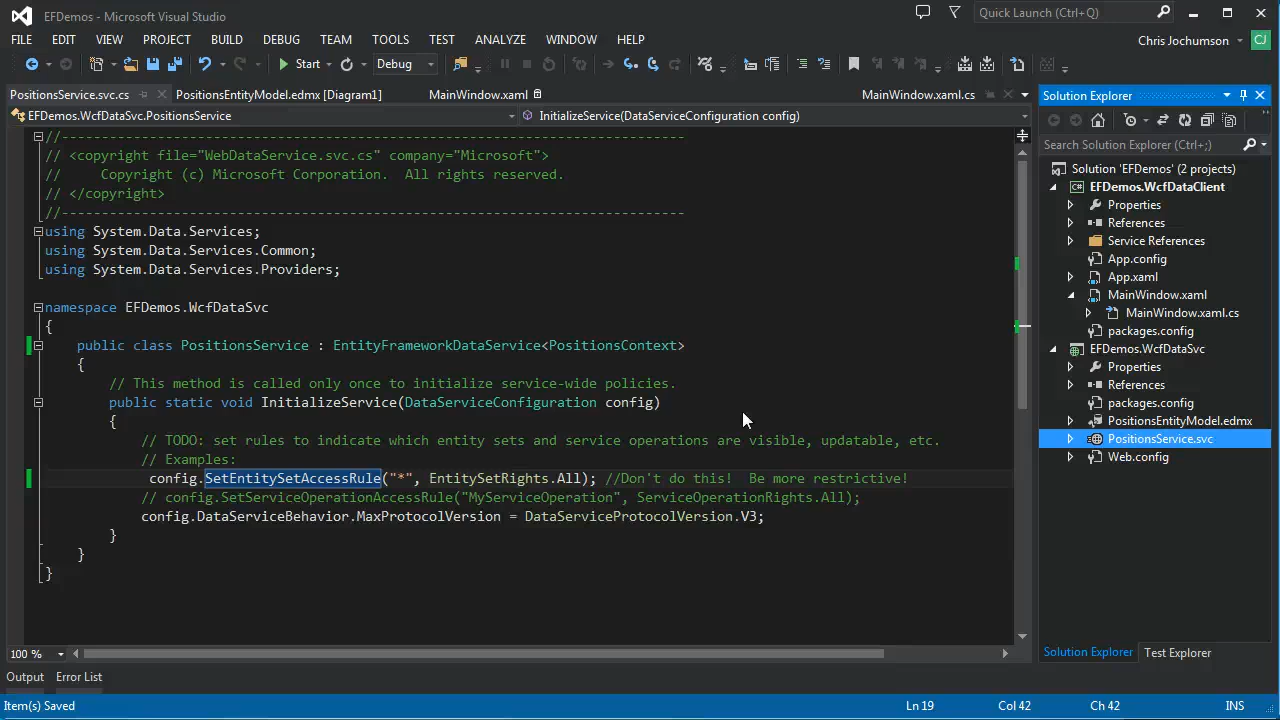 EFDemos - Microsoft Visual Studio
Quick Launch (Ctrl+Q)
FILE EDIT VIEW PROJECT BUILD DEBUG TEAM TOOLS TEST ANALYZE WINDOW HELP
Chris Jochumson CJ
Start Debug
PositionsService.svc.cs PositionsEntityModel.edmx [Diagram1] MainWindow.xaml MainWindow.xaml.cs
EFDemos.WcfDataSvc.PositionsService InitializeService(DataServiceConfiguration config)
//------------------------------------------------------------------------------
// <copyright file="WebDataService.svc.cs" company="Microsoft">
//     Copyright (c) Microsoft Corporation.  All rights reserved.
// </copyright>
//------------------------------------------------------------------------------
using System.Data.Services;
using System.Data.Services.Common;
using System.Data.Services.Providers;
namespace EFDemos.WcfDataSvc
{
public class PositionsService : EntityFrameworkDataService<PositionsContext>
{
// This method is called only once to initialize service-wide policies.
public static void InitializeService(DataServiceConfiguration config)
{
// TODO: set rules to indicate which entity sets and service operations are visible, updatable, etc.
// Examples:
config.SetEntitySetAccessRule("*", EntitySetRights.All); //Don't do this!  Be more restrictive!
// config.SetServiceOperationAccessRule("MyServiceOperation", ServiceOperationRights.All);
config.DataServiceBehavior.MaxProtocolVersion = DataServiceProtocolVersion.V3;
}
}
}
100 %
Output Error List
Solution Explorer
Search Solution Explorer (Ctrl+;)
Solution 'EFDemos' (2 projects)
EFDemos.WcfDataClient
Properties
References
Service References
App.config
App.xaml
MainWindow.xaml
MainWindow.xaml.cs
packages.config
EFDemos.WcfDataSvc
Properties
References
packages.config
PositionsEntityModel.edmx
PositionsService.svc
Web.config
Solution Explorer Test Explorer
Item(s) Saved Ln 19 Col 42 Ch 42 INS